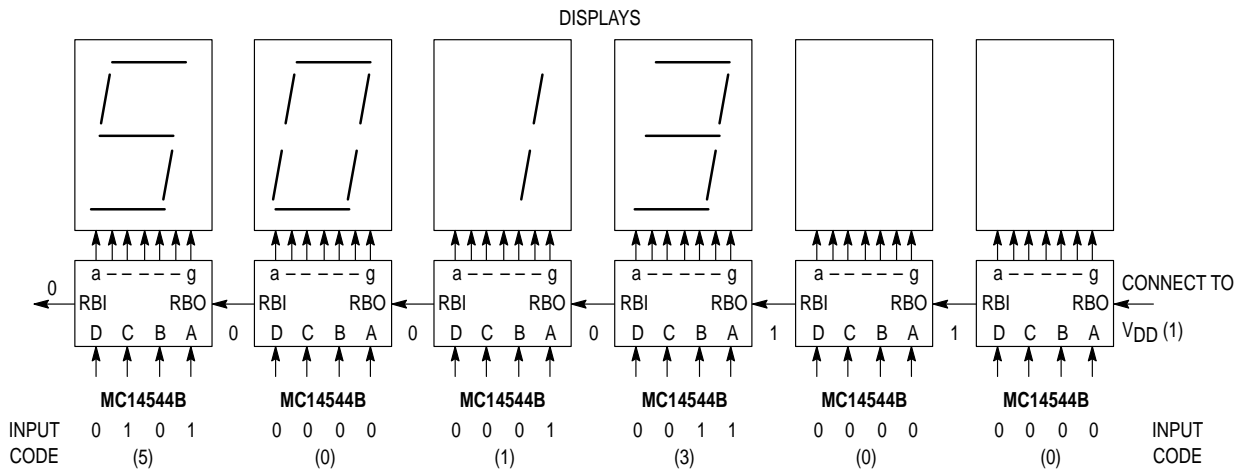 DISPLAYS
a g a g a g a g a g a g
0 CONNECT TO
RBI RBO RBI RBO RBI RBO RBI RBO RBI RBO RBI RBO
D C B A 0 D C B A 0 D C B A 0 D C B A 1 D C B A 1 D C B A VDD (1)
MC14544B MC14544B MC14544B MC14544B MC14544B MC14544B
INPUT 0 1 0 1 0 0 0 0 0 0 0 1 0 0 1 1 0 0 0 0 0 0 0 0 INPUT
CODE (5) (0) (1) (3) (0) (0) CODE